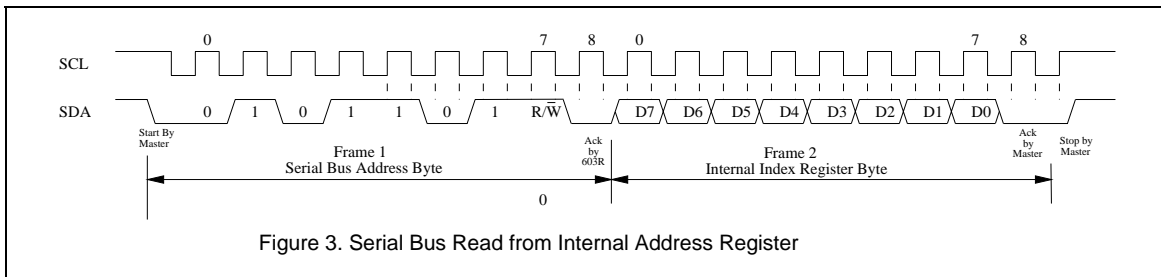 0 7 8 0 7 8
SCL
SDA 0 1 0 1 1 0 1 R/W̅ D7 D6 D5 D4 D3 D2 D1 D0
Start By
Master
Ack
by
603R
Ack
by
Master
Stop by
Master
Frame 1
Serial Bus Address Byte
Frame 2
Internal Index Register Byte
0
Figure 3. Serial Bus Read from Internal Address Register